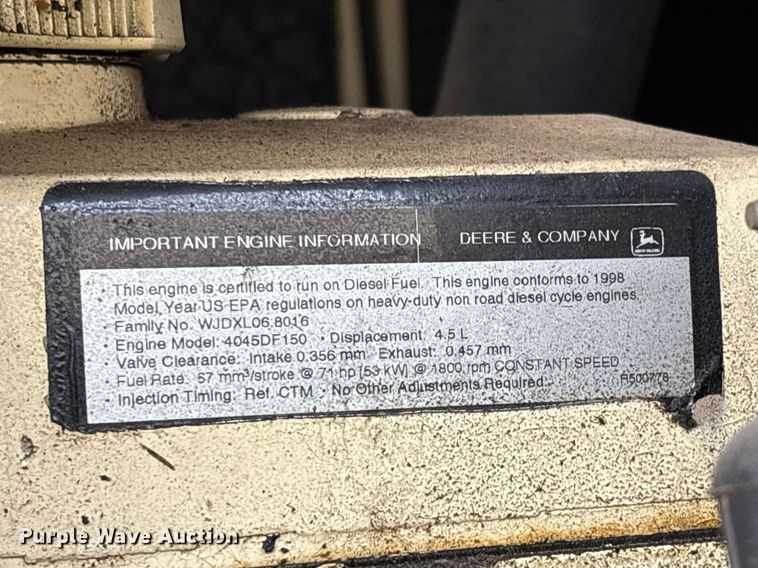 IMPORTANT ENGINE INFORMATION DEERE & COMPANY
JOHN DEERE
• This engine is certified to run on Diesel Fuel. This engine conforms to 1998
Model Year US EPA regulations on heavy-duty non road diesel cycle engines.
• Family No. WJDXL06.8016
• Engine Model: 4045DF150 • Displacement: 4.5 L
• Valve Clearance: Intake 0.356 mm Exhaust: 0.457 mm
• Fuel Rate: 57 mm³/stroke @ 71 hp [53 kW] @ 1800 rpm CONSTANT SPEED
• Injection Timing: Ref. CTM • No Other Adjustments Required. R500778
Purple Wave Auction